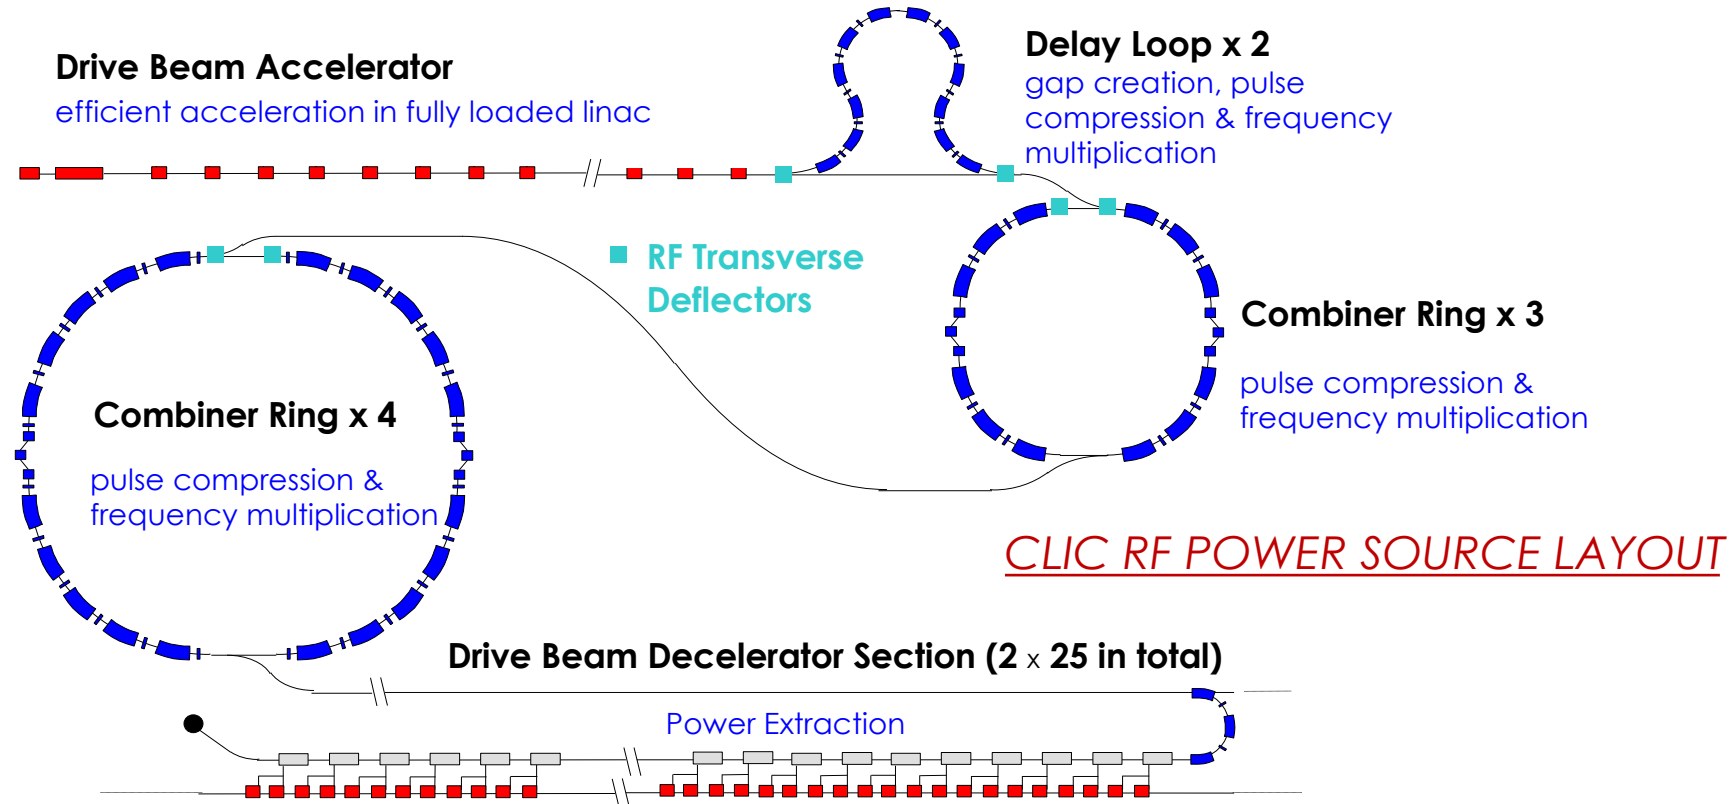 Drive Beam Accelerator
efficient acceleration in fully loaded linac
Delay Loop x 2
gap creation, pulse
compression & frequency
multiplication
RF Transverse
Deflectors
Combiner Ring x 3
pulse compression &
frequency multiplication
Combiner Ring x 4
pulse compression &
frequency multiplication
CLIC RF POWER SOURCE LAYOUT
Drive Beam Decelerator Section (2 x 25 in total)
Power Extraction